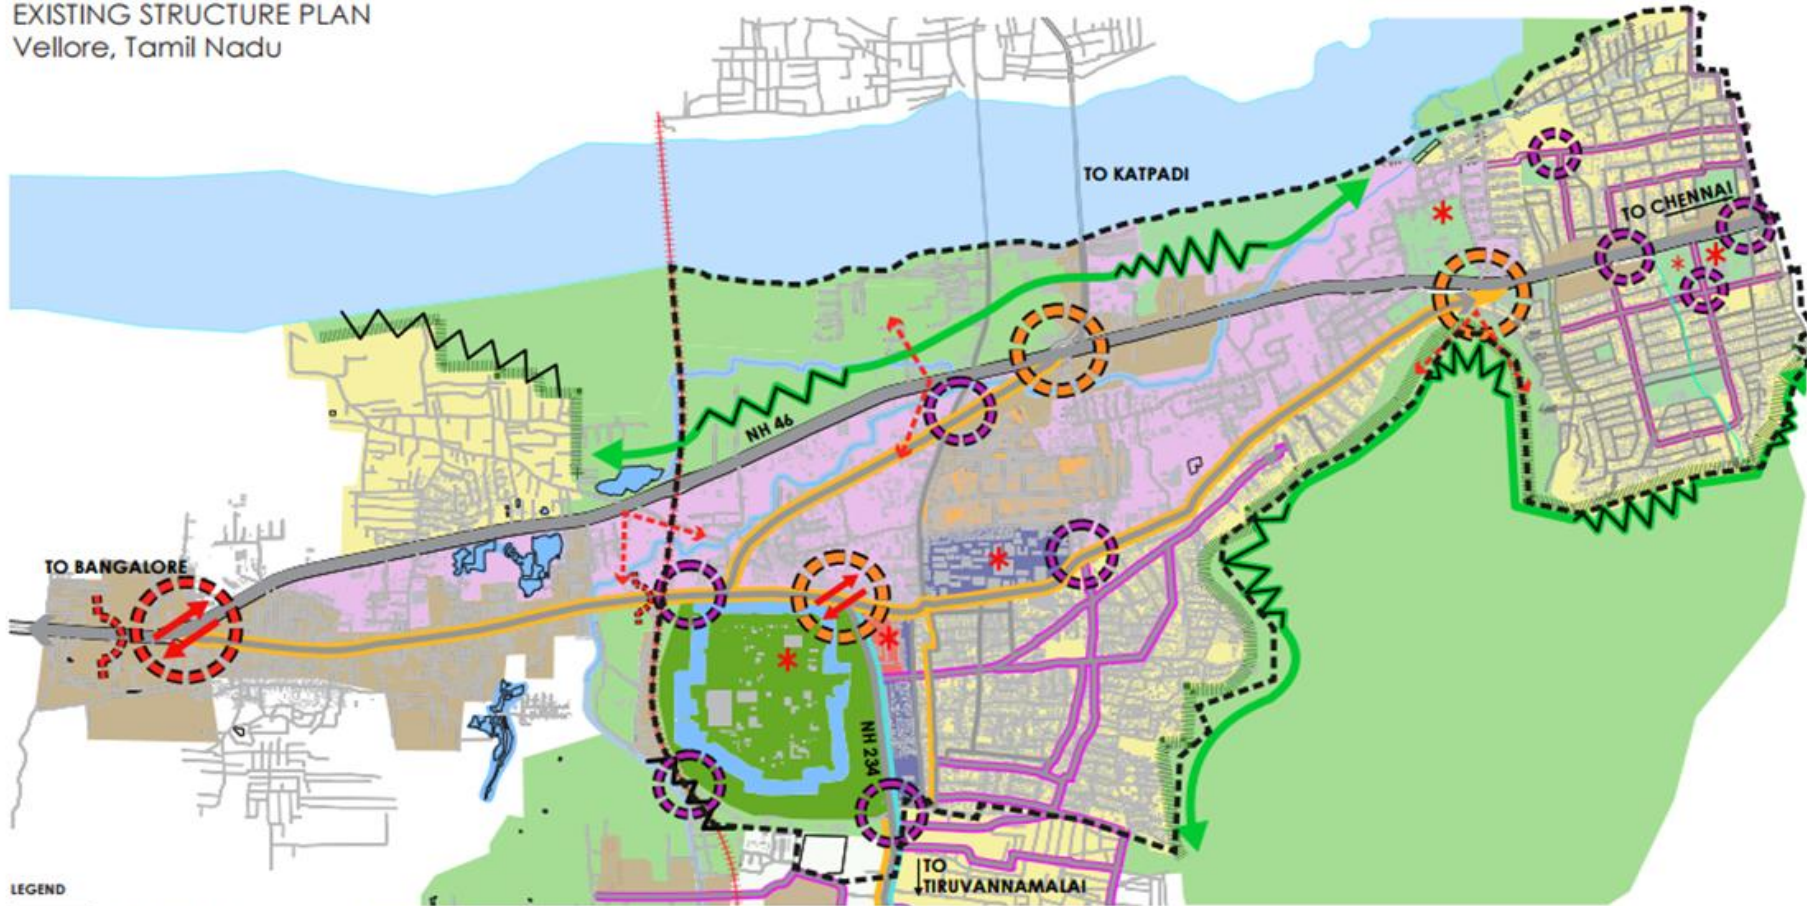 EXISTING STRUCTURE PLAN
Vellore, Tamil Nadu
TO KATPADI
TO CHENNAI
NH 46
TO BANGALORE
NH 234
TO
TIRUVANNAMALAI
LEGEND